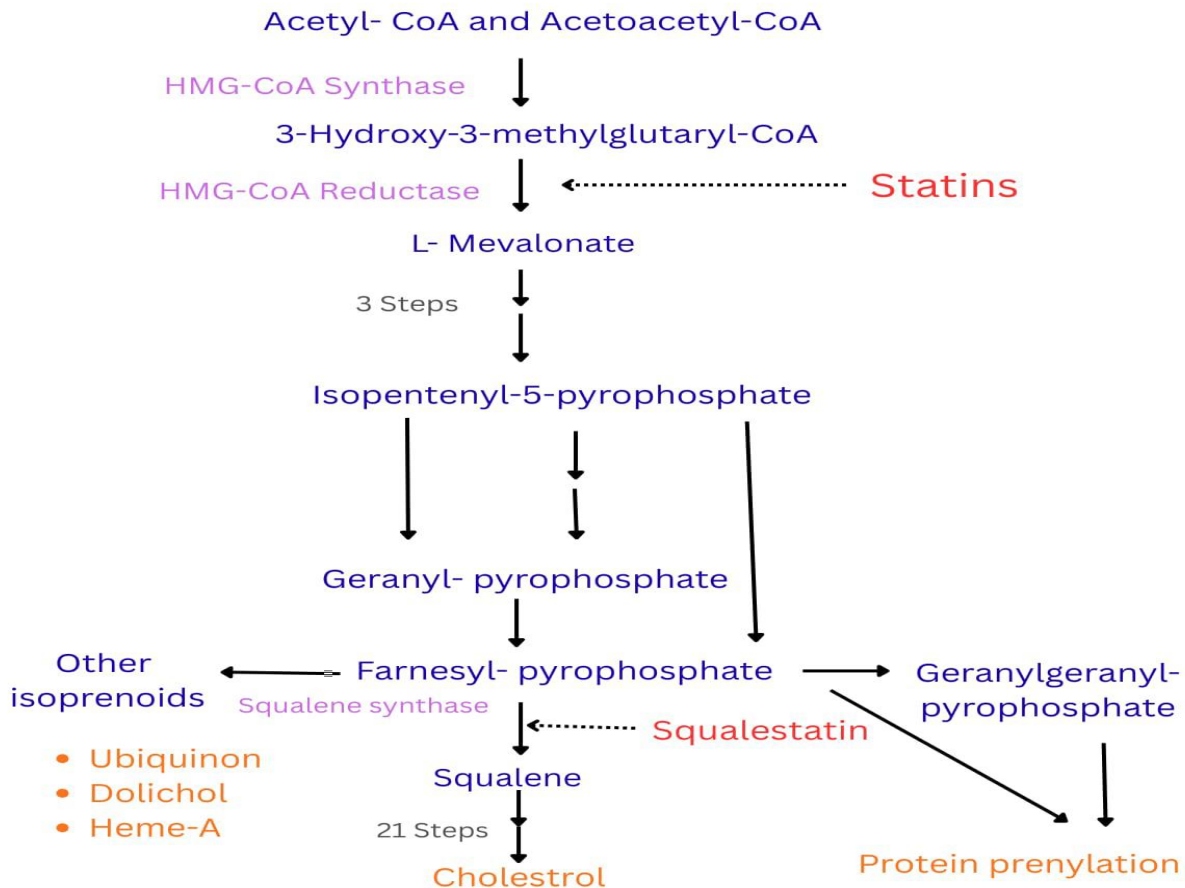 Acetyl- CoA and Acetoacetyl-CoA
HMG-CoA Synthase
3-Hydroxy-3-methylglutaryl-CoA
HMG-CoA Reductase
Statins
L- Mevalonate
3 Steps
Isopentenyl-5-pyrophosphate
Geranyl- pyrophosphate
Other
isoprenoids
Farnesyl- pyrophosphate
Geranylgeranyl-
pyrophosphate
Squalene synthase
Squalestatin
• Ubiquinon
• Dolichol
• Heme-A
Squalene
21 Steps
Cholestrol
Protein prenylation